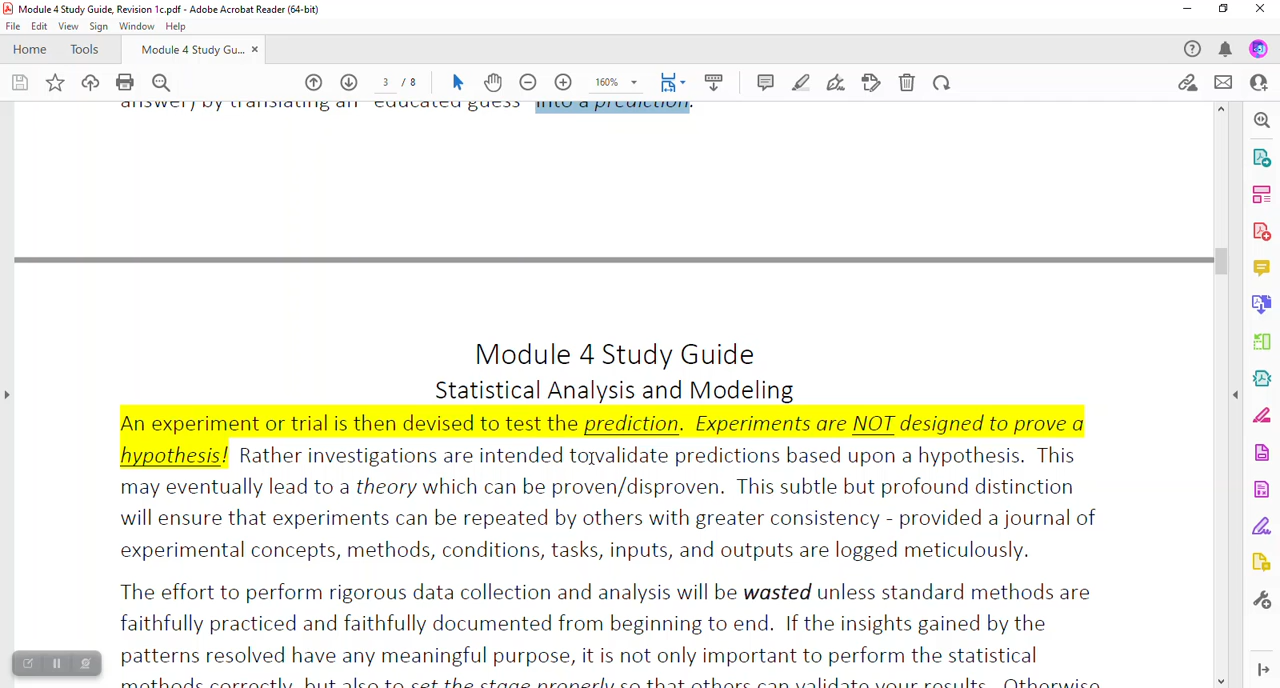 Module 4 Study Guide, Revision 1c.pdf - Adobe Acrobat Reader (64-bit)
File Edit View Sign Window Help
Home Tools Module 4 Study Gu... ×
3 / 8 160%
answer) by translating an "educated guess" into a prediction.
Module 4 Study Guide
Statistical Analysis and Modeling
An experiment or trial is then devised to test the prediction. Experiments are NOT designed to prove a
hypothesis! Rather investigations are intended to validate predictions based upon a hypothesis. This
may eventually lead to a theory which can be proven/disproven. This subtle but profound distinction
will ensure that experiments can be repeated by others with greater consistency - provided a journal of
experimental concepts, methods, conditions, tasks, inputs, and outputs are logged meticulously.
The effort to perform rigorous data collection and analysis will be wasted unless standard methods are
faithfully practiced and faithfully documented from beginning to end. If the insights gained by the
patterns resolved have any meaningful purpose, it is not only important to perform the statistical
methods correctly, but also to set the stage properly so that others can validate your results. Otherwise